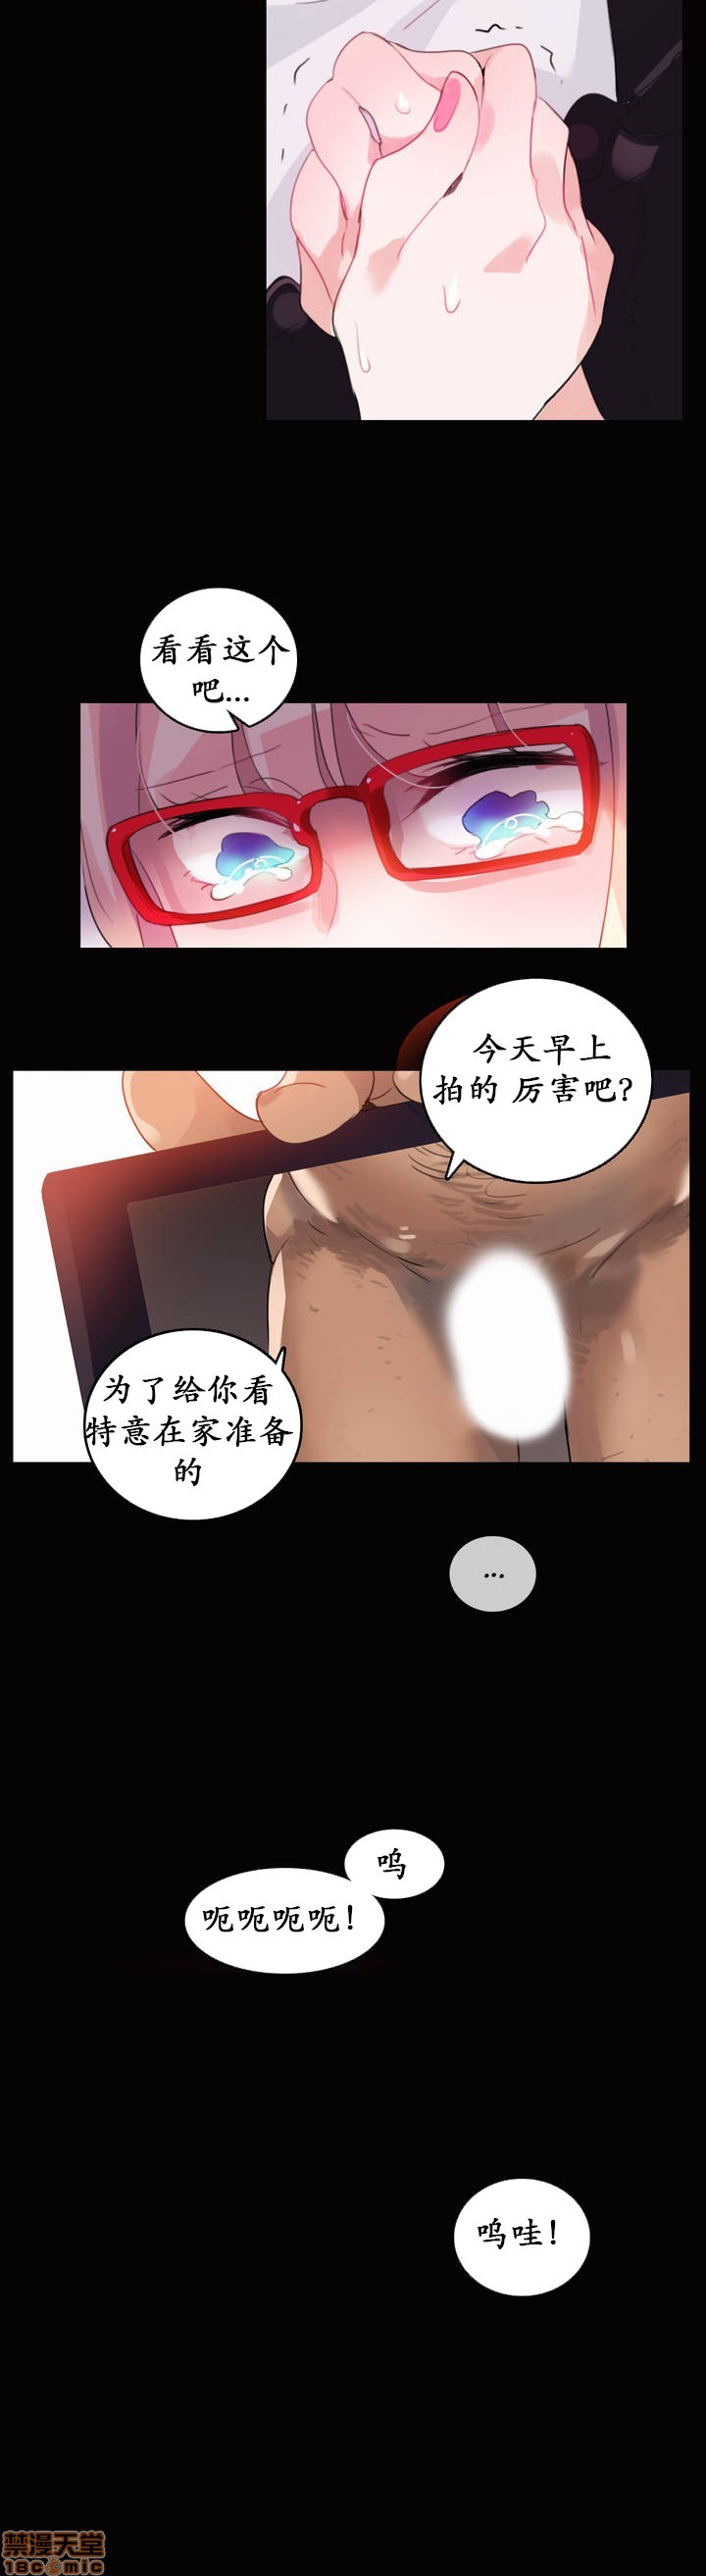 看看这个
吧...
今天早上
拍的 厉害吧?
为了给你看
特意在家准备
的
...
呜
呃呃呃呃!
呜哇!
禁漫天堂
18comic